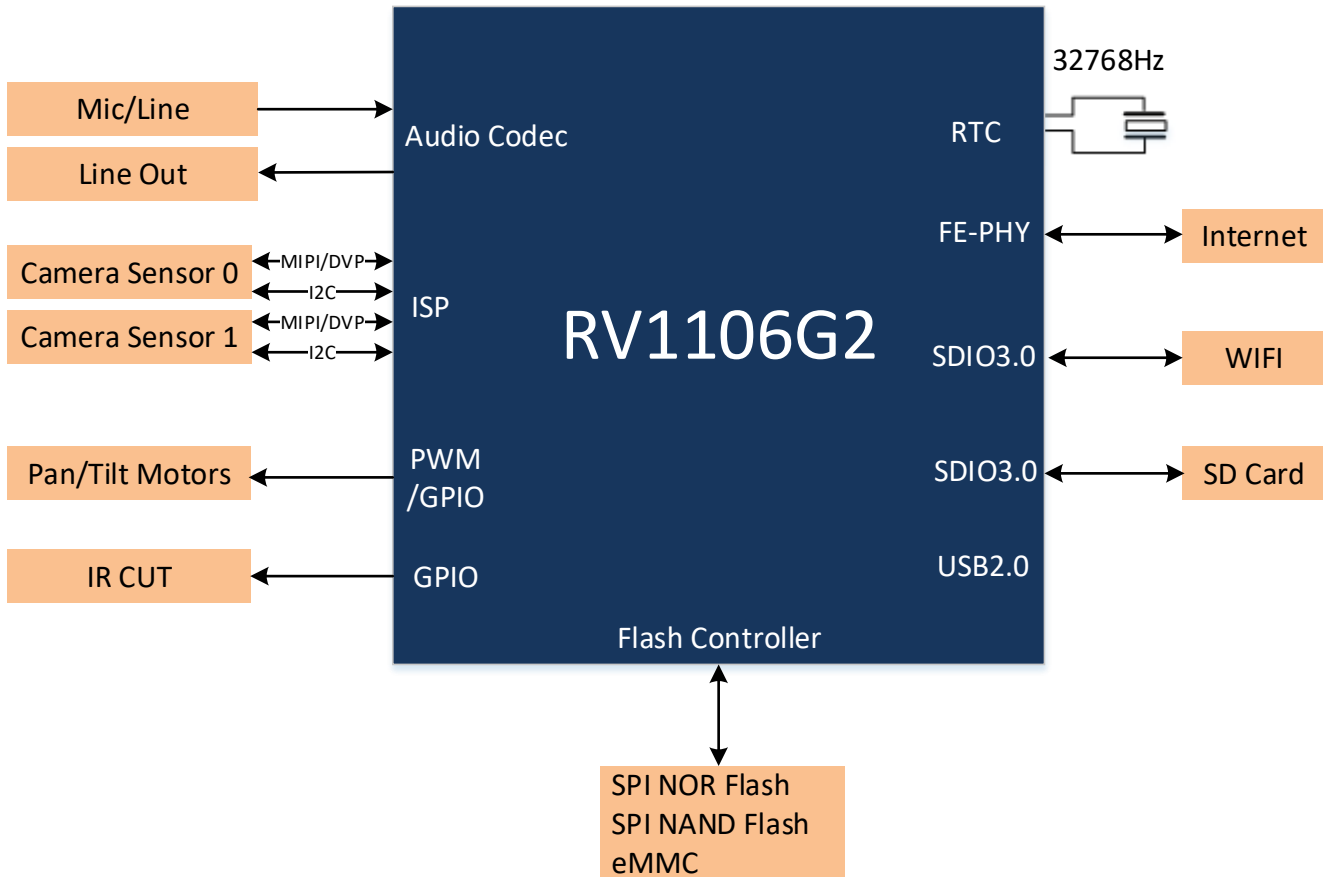 32768Hz
Mic/Line
Audio Codec
RTC
Line Out
FE-PHY
Internet
Camera Sensor 0
MIPI/DVP
I2C
ISP
Camera Sensor 1
MIPI/DVP
I2C
RV1106G2
SDIO3.0
WIFI
Pan/Tilt Motors
PWM
/GPIO
SDIO3.0
SD Card
IR CUT
GPIO
USB2.0
Flash Controller
SPI NOR Flash
SPI NAND Flash
eMMC